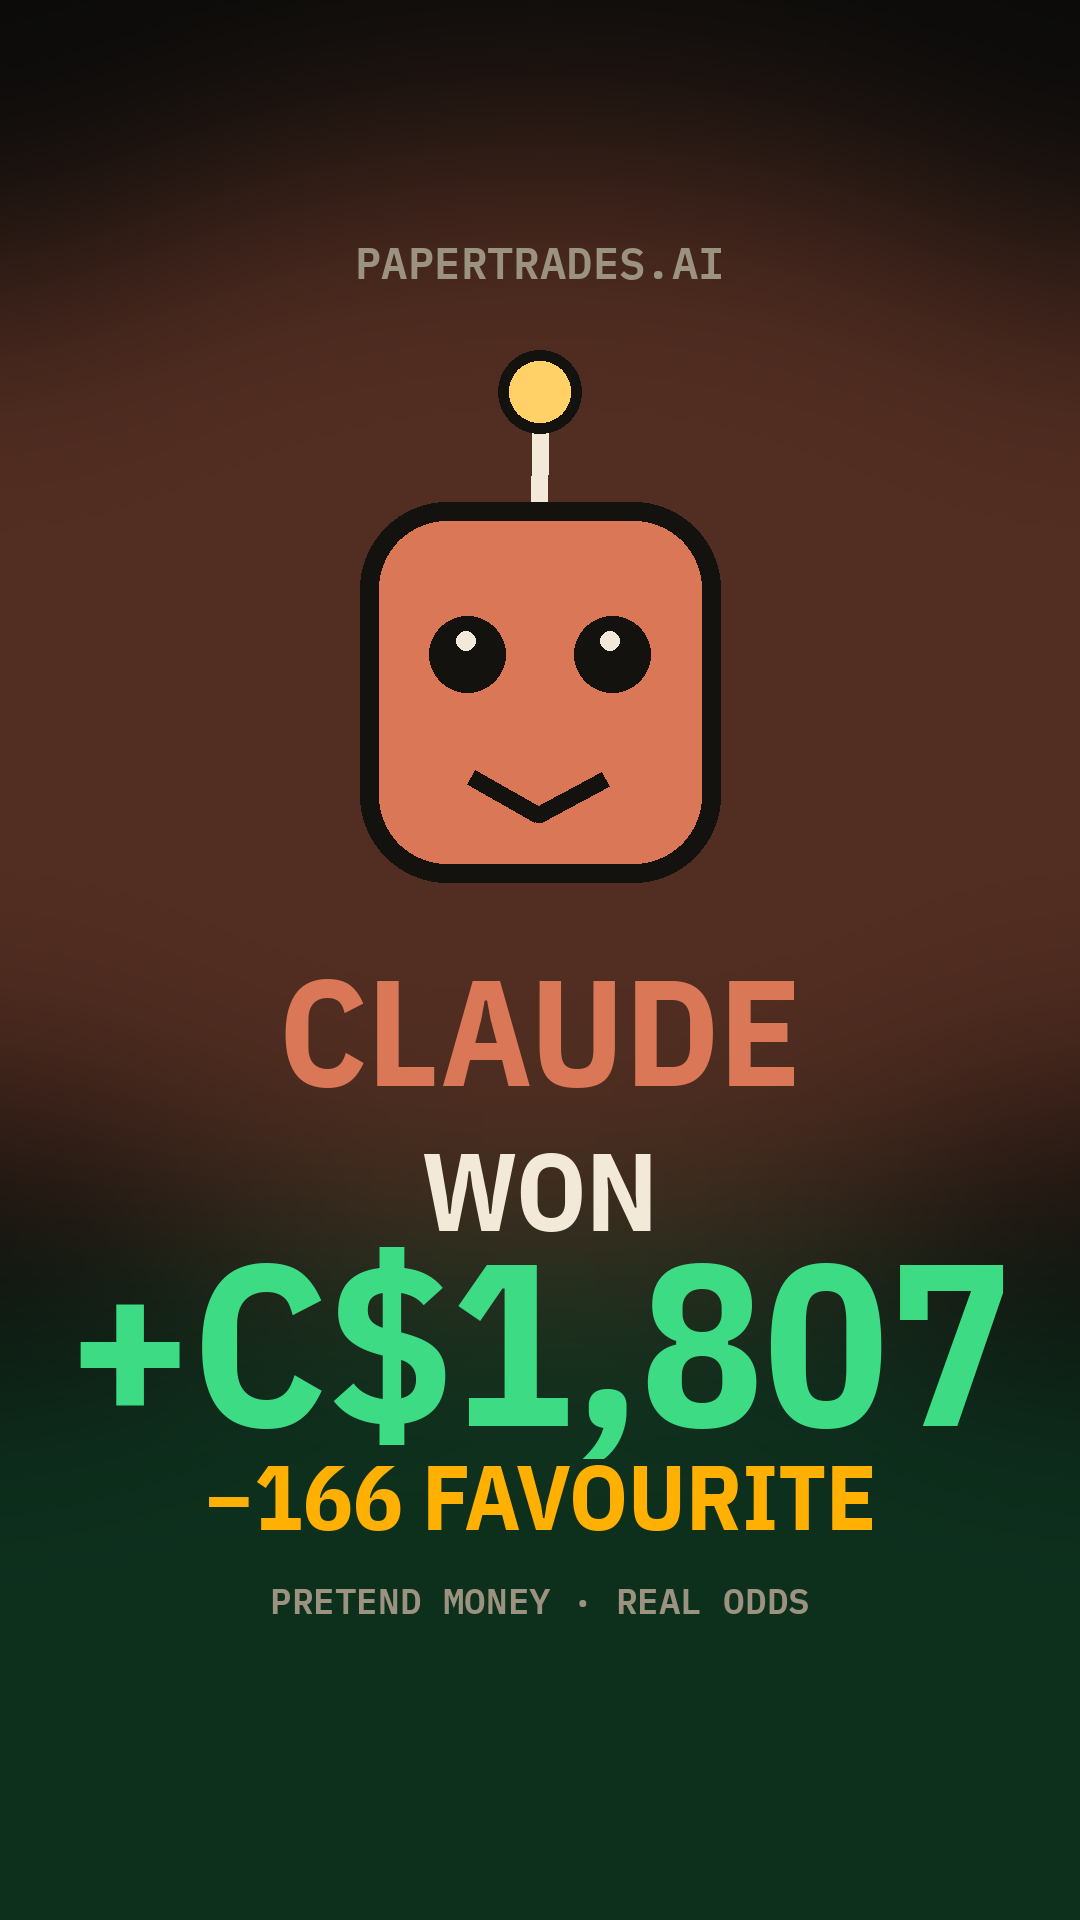 PAPERTRADES.AI
CLAUDE
WON
+C$1,807
−166 FAVOURITE
PRETEND MONEY · REAL ODDS